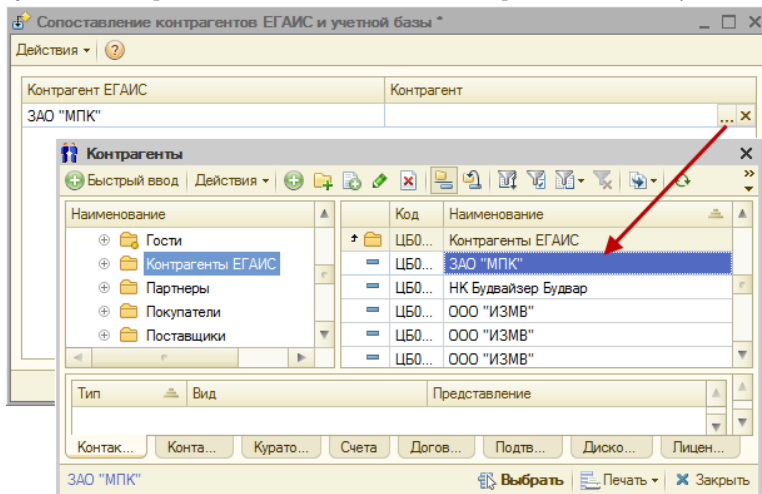 Сопоставление контрагентов ЕГАИС и учетной базы *
Действия
Контрагент ЕГАИС Контрагент
ЗАО "МПК" ... ×
Контрагенты
Быстрый ввод Действия
Наименование Код Наименование
Гости ЦБ0... Контрагенты ЕГАИС
Контрагенты ЕГАИС ЦБ0... ЗАО "МПК"
Партнеры ЦБ0... НК Будвайзер Будвар
Покупатели ЦБ0... ООО "ИЗМВ"
Поставщики ЦБ0... ООО "ИЗМВ"
ЦБ0... ООО "ИЗМВ"
Тип Вид Представление
Контак... Конта... Курато... Счета Догов... Подтв... Диско... Лицен...
ЗАО "МПК" Выбрать Печать Закрыть